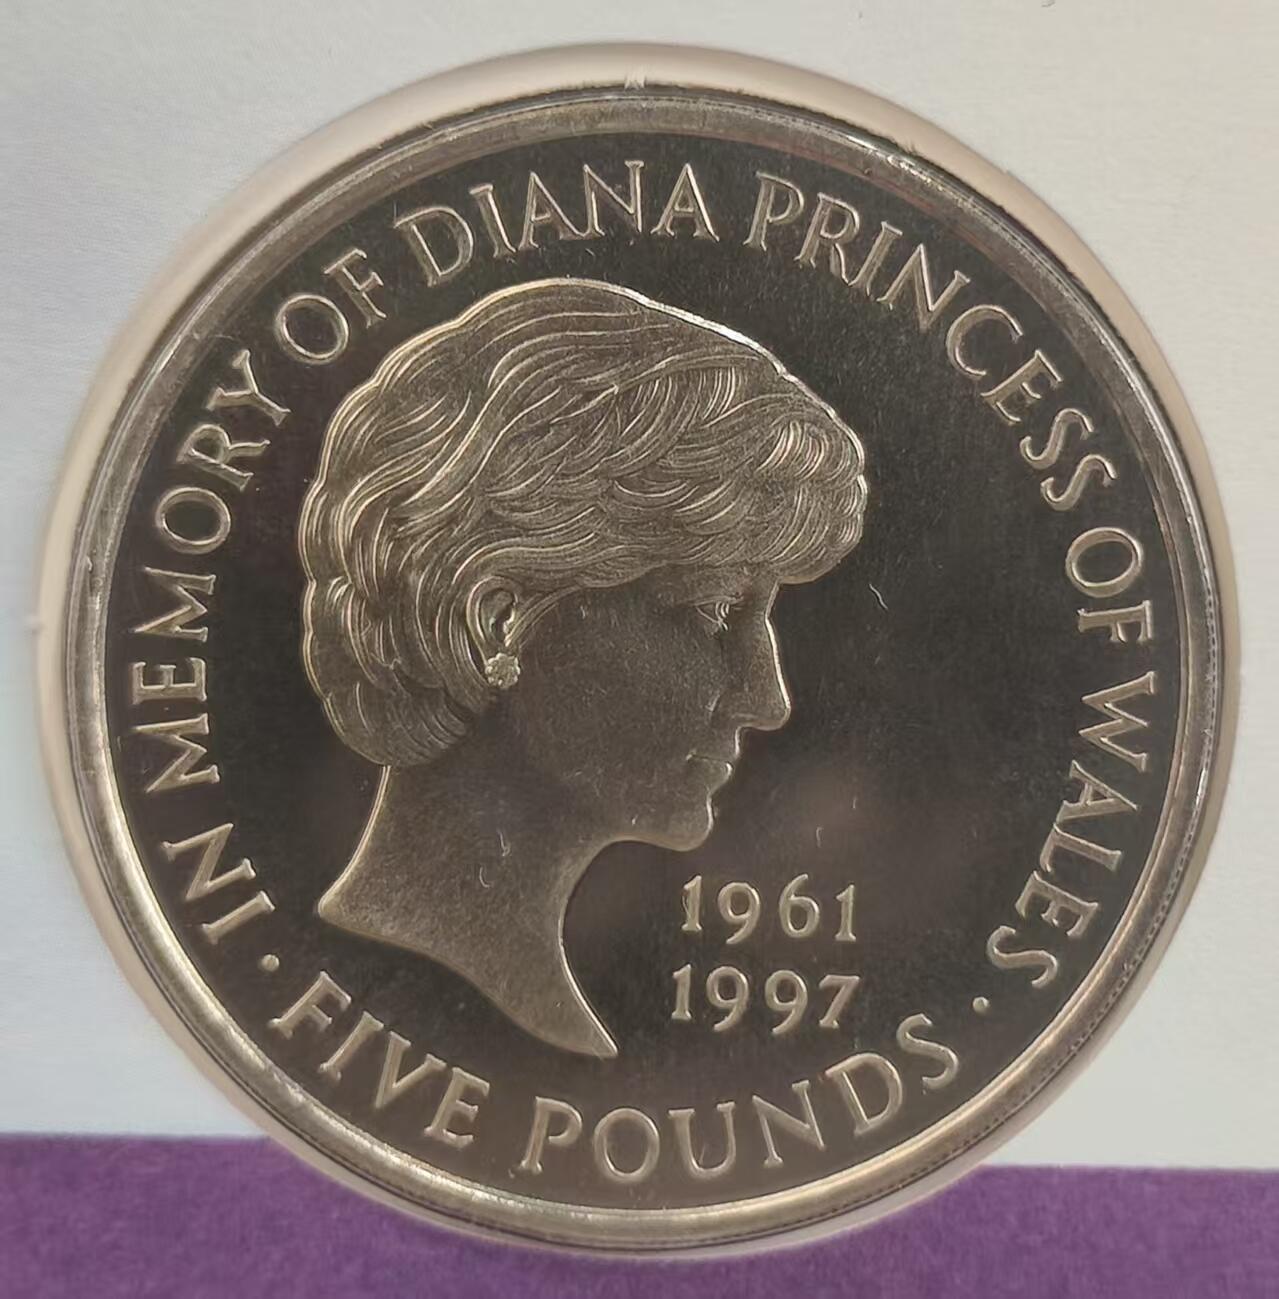 IN MEMORY OF DIANA PRINCESS OF WALES
1961
1997
· FIVE POUNDS ·